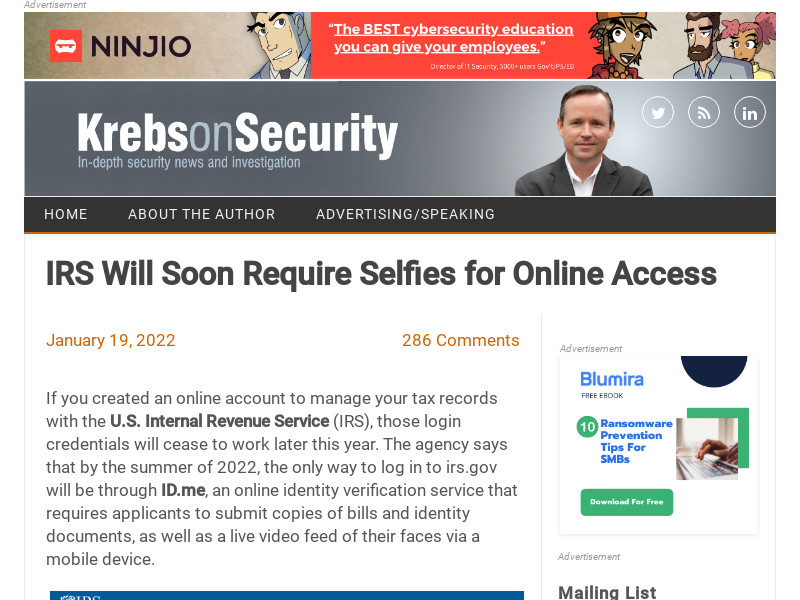 Advertisement
NINJIO
“The BEST cybersecurity education
you can give your employees.”
Director of IT Security, 5000+ users Gov't/PS/ED
KrebsonSecurity
In-depth security news and investigation
in
HOME ABOUT THE AUTHOR ADVERTISING/SPEAKING
IRS Will Soon Require Selfies for Online Access
January 19, 2022 286 Comments
If you created an online account to manage your tax records
with the U.S. Internal Revenue Service (IRS), those login
credentials will cease to work later this year. The agency says
that by the summer of 2022, the only way to log in to irs.gov
will be through ID.me, an online identity verification service that
requires applicants to submit copies of bills and identity
documents, as well as a live video feed of their faces via a
mobile device.
IRS
Advertisement
Blumira
FREE EBOOK
10 Ransomware
Prevention
Tips For
SMBs
Download For Free
Advertisement
Mailing List